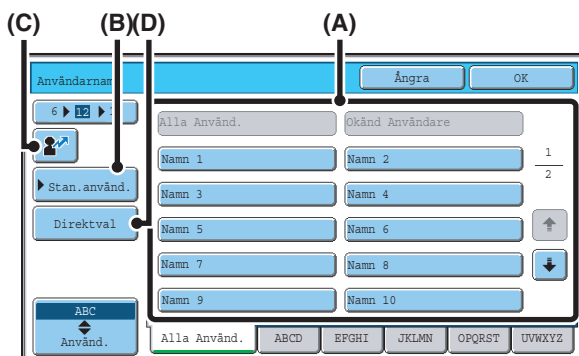 (C) (B)(D) (A)
Användarnam
Ångra OK
6 12 1
Alla Använd. Okänd Användare
Namn 1 Namn 2 1
2
Stan.använd. Namn 3 Namn 4
Direktval Namn 5 Namn 6
Namn 7 Namn 8
ABC Namn 9 Namn 10
Använd. Alla Använd. ABCD EFGHI JKLMN OPQRST UVWXYZ